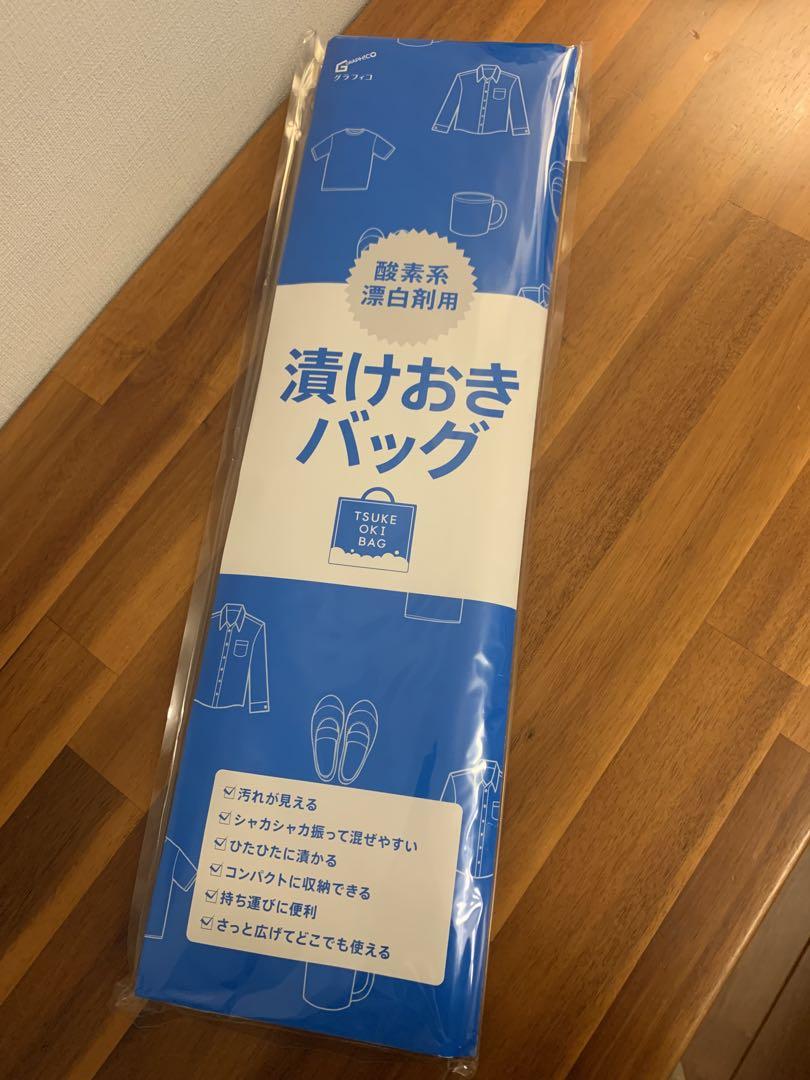 GRAPHICO
グラフィコ
酸素系
漂白剤用
漬けおき
バッグ
TSUKE
OKI
BAG
汚れが見える
シャカシャカ振って混ぜやすい
ひたひたに漬かる
コンパクトに収納できる
持ち運びに便利
さっと広げてどこでも使える